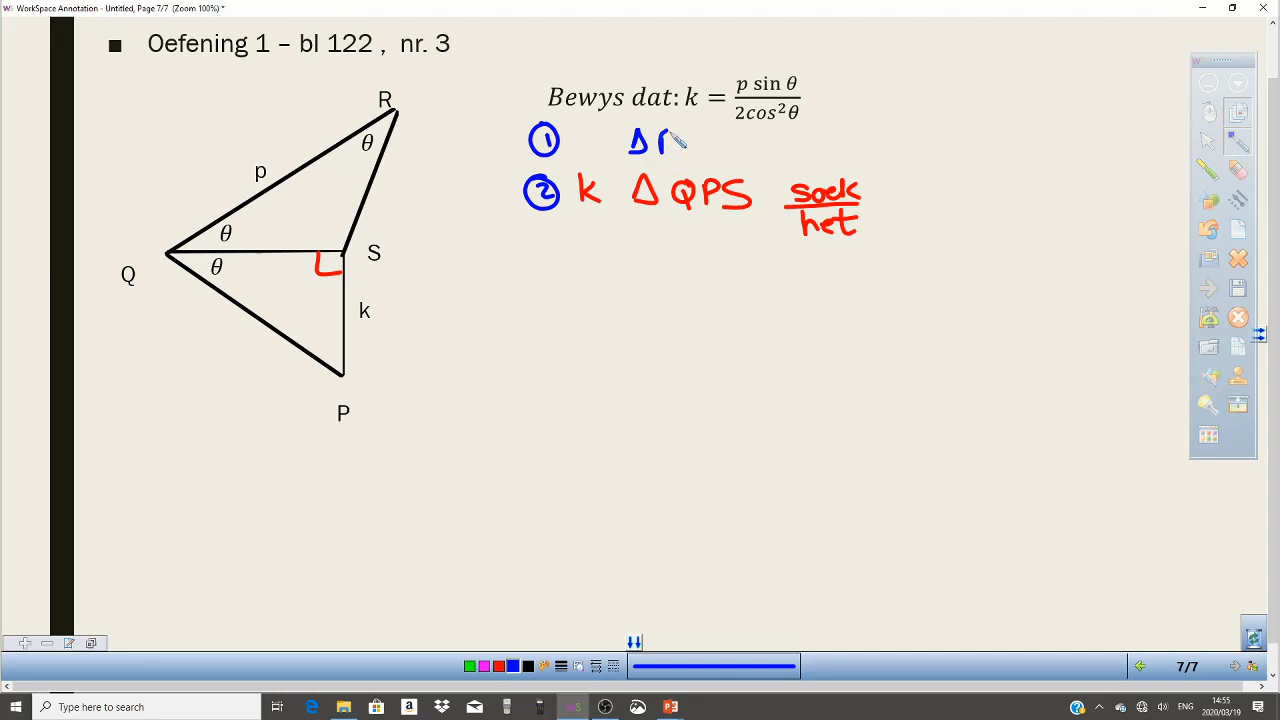 WorkSpace Annotation - Untitled, Page 7/7 (Zoom 100%) *
■ Oefening 1 – bl 122 , nr. 3
Bewys dat: k = p sin θ / 2cos²θ
① Δ
② k Δ QPS soek / het
R
θ
p
θ
θ
S
Q
k
P
7/7
Type here to search
ENG
14:55
2020/03/19